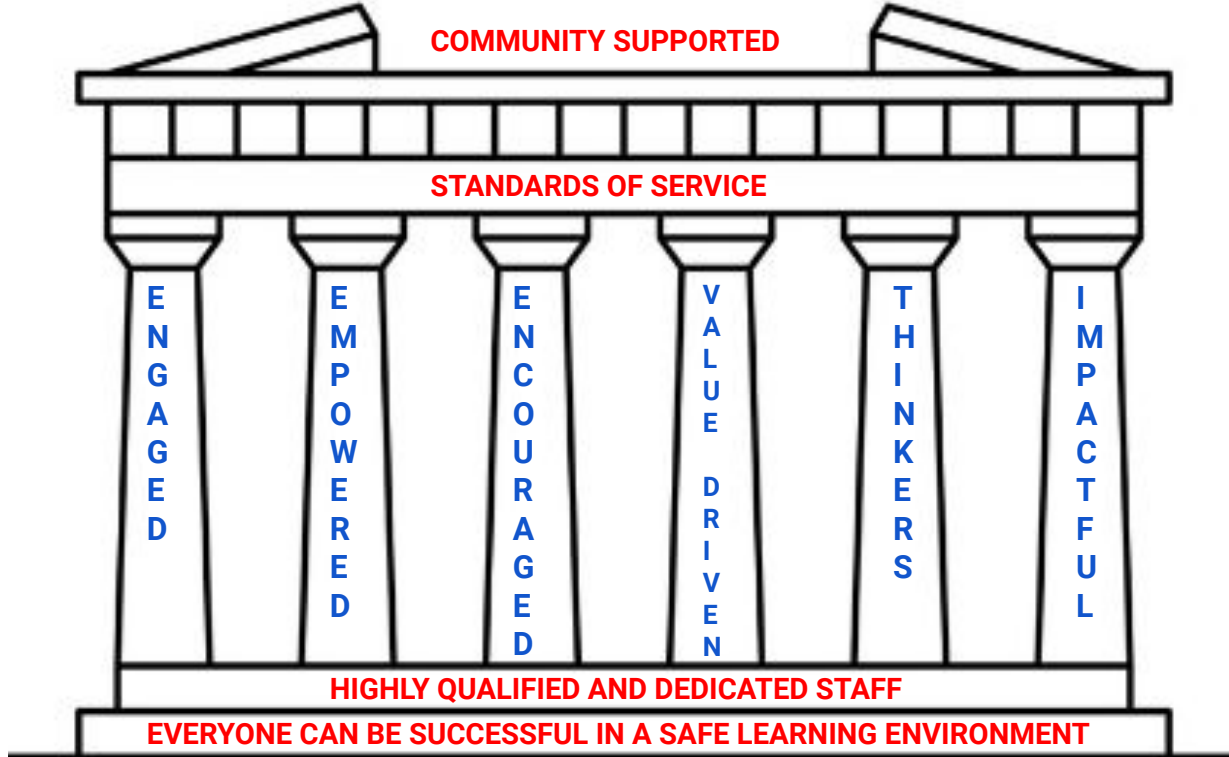 COMMUNITY SUPPORTED
STANDARDS OF SERVICE
ENGAGED
EMPOWERED
ENCOURAGED
VALUE DRIVEN
THINKERS
IMPACTFUL
HIGHLY QUALIFIED AND DEDICATED STAFF
EVERYONE CAN BE SUCCESSFUL IN A SAFE LEARNING ENVIRONMENT